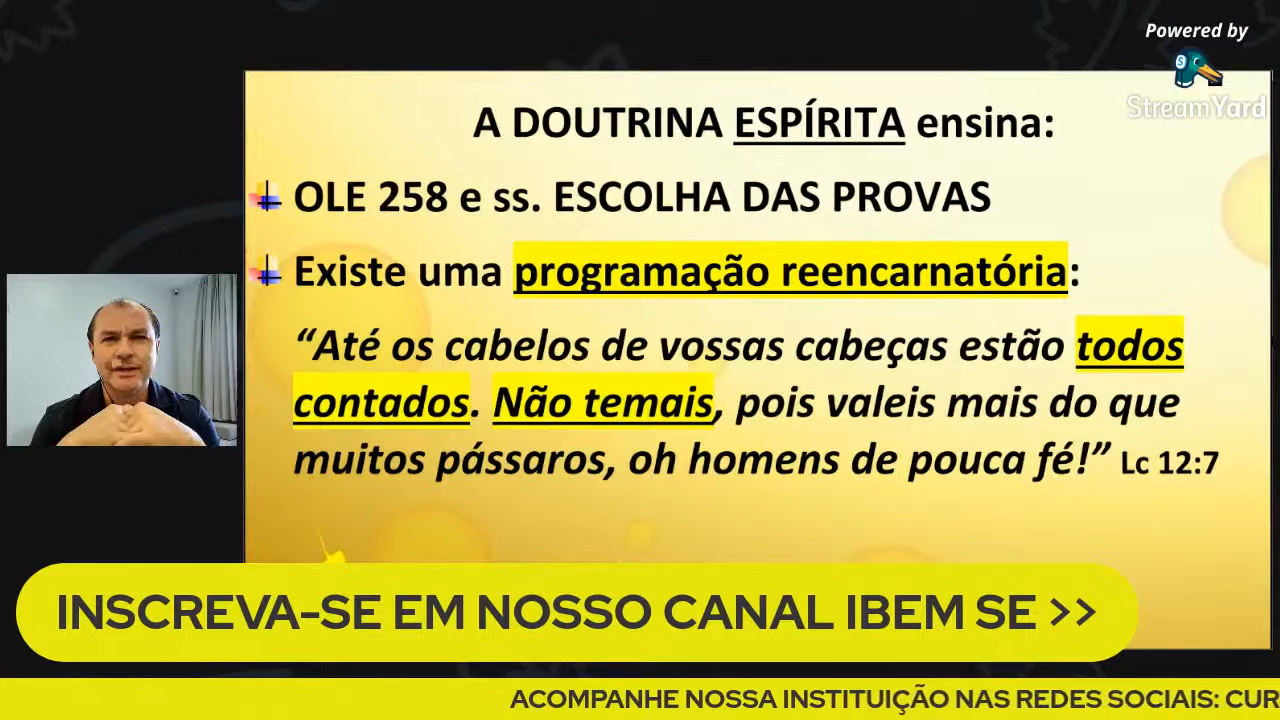 Powered by
StreamYard
A DOUTRINA ESPÍRITA ensina:
OLE 258 e ss. ESCOLHA DAS PROVAS
Existe uma programação reencarnatória:
“Até os cabelos de vossas cabeças estão todos
contados. Não temais, pois valeis mais do que
muitos pássaros, oh homens de pouca fé!” Lc 12:7
INSCREVA-SE EM NOSSO CANAL IBEM SE >>
ACOMPANHE NOSSA INSTITUIÇÃO NAS REDES SOCIAIS: CUR